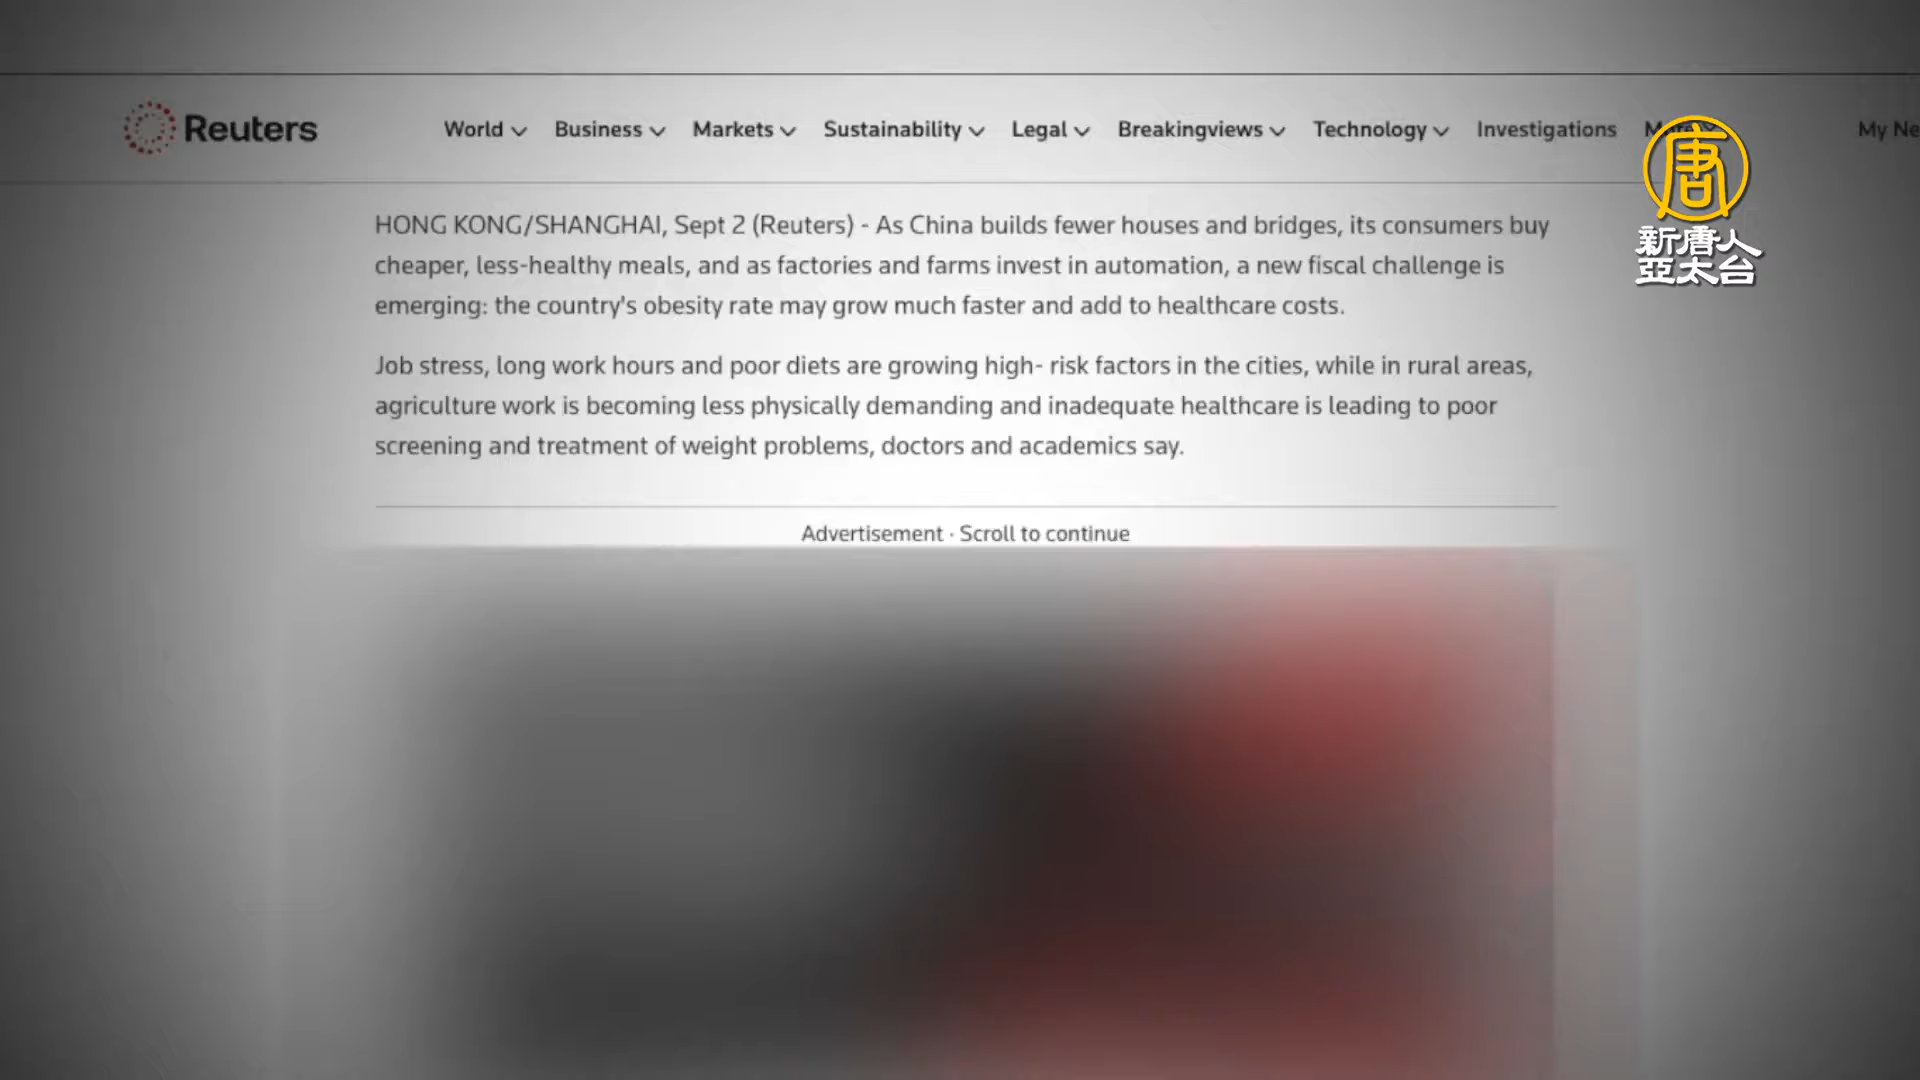 Reuters
World Business Markets Sustainability Legal Breakingviews Technology Investigations My Ne
唐
新唐人
亞太台
HONG KONG/SHANGHAI, Sept 2 (Reuters) - As China builds fewer houses and bridges, its consumers buy
cheaper, less-healthy meals, and as factories and farms invest in automation, a new fiscal challenge is
emerging: the country's obesity rate may grow much faster and add to healthcare costs.
Job stress, long work hours and poor diets are growing high- risk factors in the cities, while in rural areas,
agriculture work is becoming less physically demanding and inadequate healthcare is leading to poor
screening and treatment of weight problems, doctors and academics say.
Advertisement · Scroll to continue